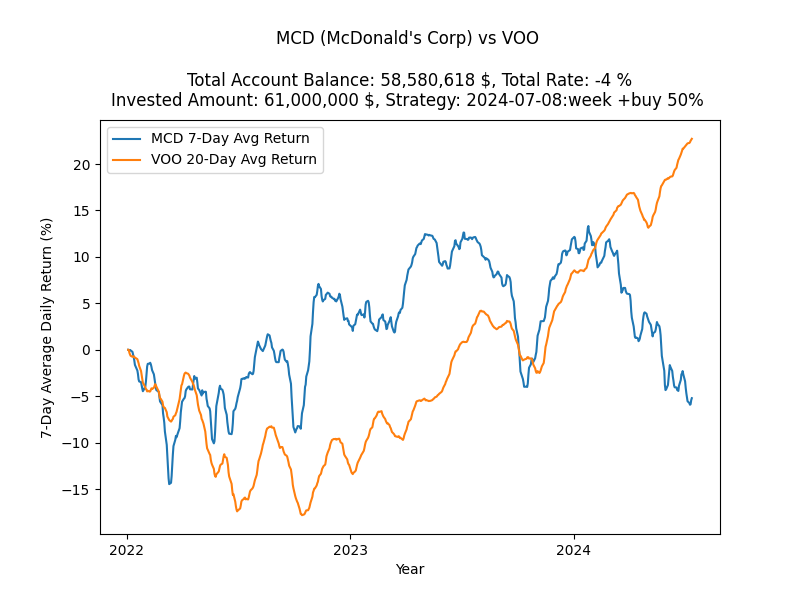 MCD (McDonald's Corp) vs VOO
Total Account Balance: 58,580,618 $, Total Rate: -4 %
Invested Amount: 61,000,000 $, Strategy: 2024-07-08:week +buy 50%
MCD 7-Day Avg Return
VOO 20-Day Avg Return
7-Day Average Daily Return (%)
20
15
10
5
0
−5
−10
−15
2022
2023
2024
Year